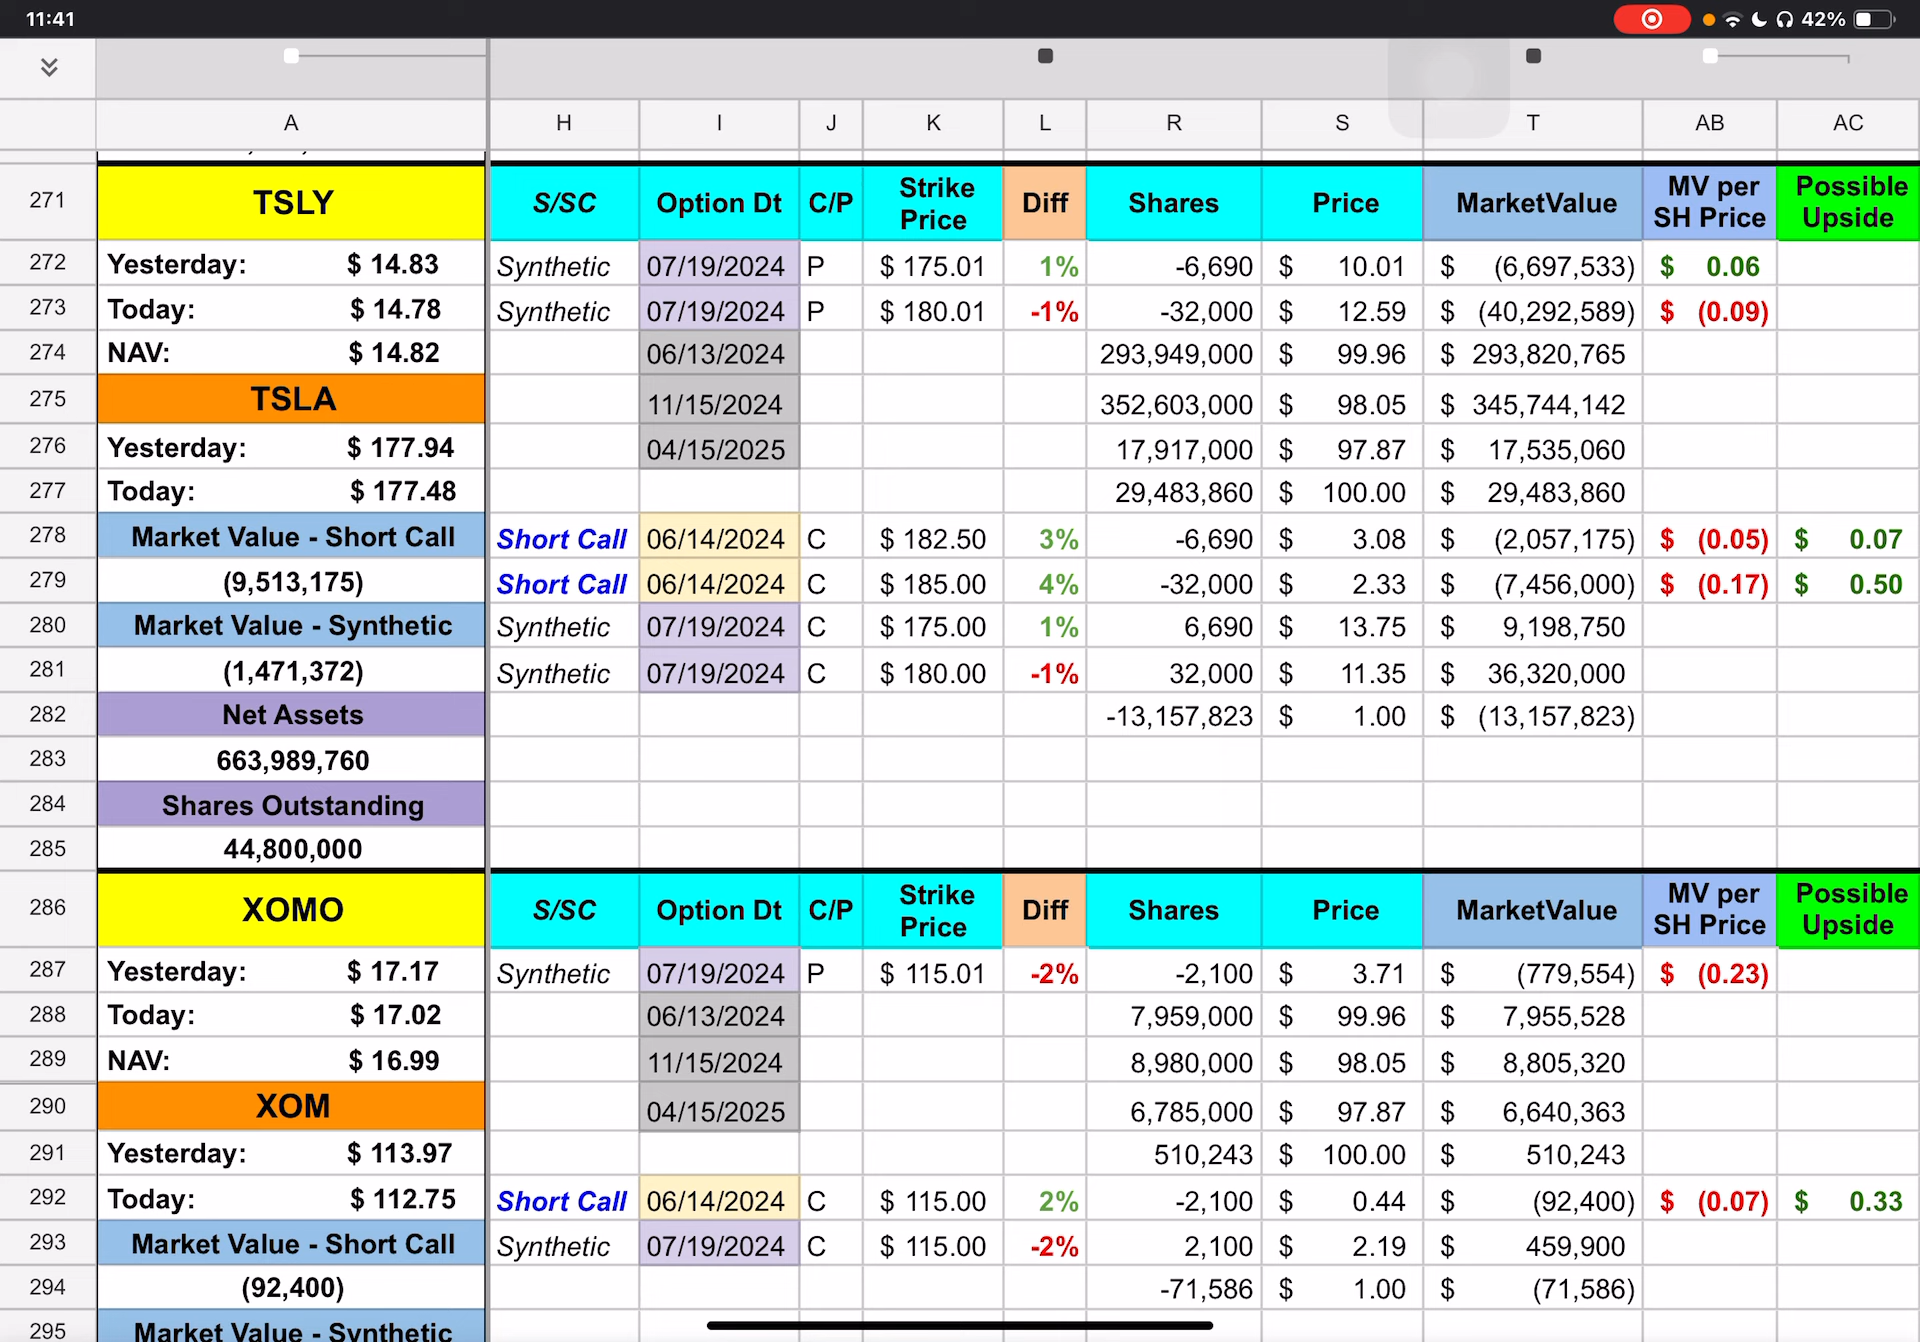 11:41 42%
A H I J K L R S T AB AC
271 TSLY S/SC Option Dt C/P Strike Price Diff Shares Price MarketValue MV per SH Price Possible Upside
272 Yesterday: $ 14.83 Synthetic 07/19/2024 P $ 175.01 1% -6,690 $ 10.01 $ (6,697,533) $ 0.06
273 Today: $ 14.78 Synthetic 07/19/2024 P $ 180.01 -1% -32,000 $ 12.59 $ (40,292,589) $ (0.09)
274 NAV: $ 14.82 06/13/2024 293,949,000 $ 99.96 $ 293,820,765
275 TSLA 11/15/2024 352,603,000 $ 98.05 $ 345,744,142
276 Yesterday: $ 177.94 04/15/2025 17,917,000 $ 97.87 $ 17,535,060
277 Today: $ 177.48 29,483,860 $ 100.00 $ 29,483,860
278 Market Value - Short Call Short Call 06/14/2024 C $ 182.50 3% -6,690 $ 3.08 $ (2,057,175) $ (0.05) $ 0.07
279 (9,513,175) Short Call 06/14/2024 C $ 185.00 4% -32,000 $ 2.33 $ (7,456,000) $ (0.17) $ 0.50
280 Market Value - Synthetic Synthetic 07/19/2024 C $ 175.00 1% 6,690 $ 13.75 $ 9,198,750
281 (1,471,372) Synthetic 07/19/2024 C $ 180.00 -1% 32,000 $ 11.35 $ 36,320,000
282 Net Assets -13,157,823 $ 1.00 $ (13,157,823)
283 663,989,760
284 Shares Outstanding
285 44,800,000
286 XOMO S/SC Option Dt C/P Strike Price Diff Shares Price MarketValue MV per SH Price Possible Upside
287 Yesterday: $ 17.17 Synthetic 07/19/2024 P $ 115.01 -2% -2,100 $ 3.71 $ (779,554) $ (0.23)
288 Today: $ 17.02 06/13/2024 7,959,000 $ 99.96 $ 7,955,528
289 NAV: $ 16.99 11/15/2024 8,980,000 $ 98.05 $ 8,805,320
290 XOM 04/15/2025 6,785,000 $ 97.87 $ 6,640,363
291 Yesterday: $ 113.97 510,243 $ 100.00 $ 510,243
292 Today: $ 112.75 Short Call 06/14/2024 C $ 115.00 2% -2,100 $ 0.44 $ (92,400) $ (0.07) $ 0.33
293 Market Value - Short Call Synthetic 07/19/2024 C $ 115.00 -2% 2,100 $ 2.19 $ 459,900
294 (92,400) -71,586 $ 1.00 $ (71,586)
295 Market Value - Synthetic